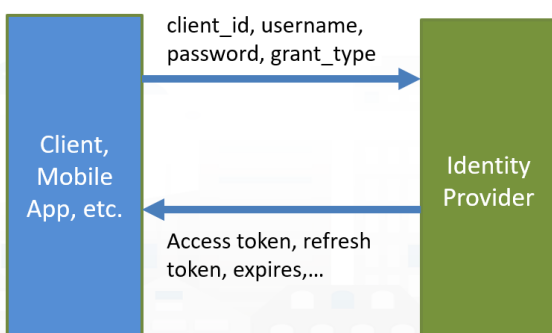 client_id, username,
password, grant_type
Client,
Mobile
App, etc.
Identity
Provider
Access token, refresh
token, expires,...